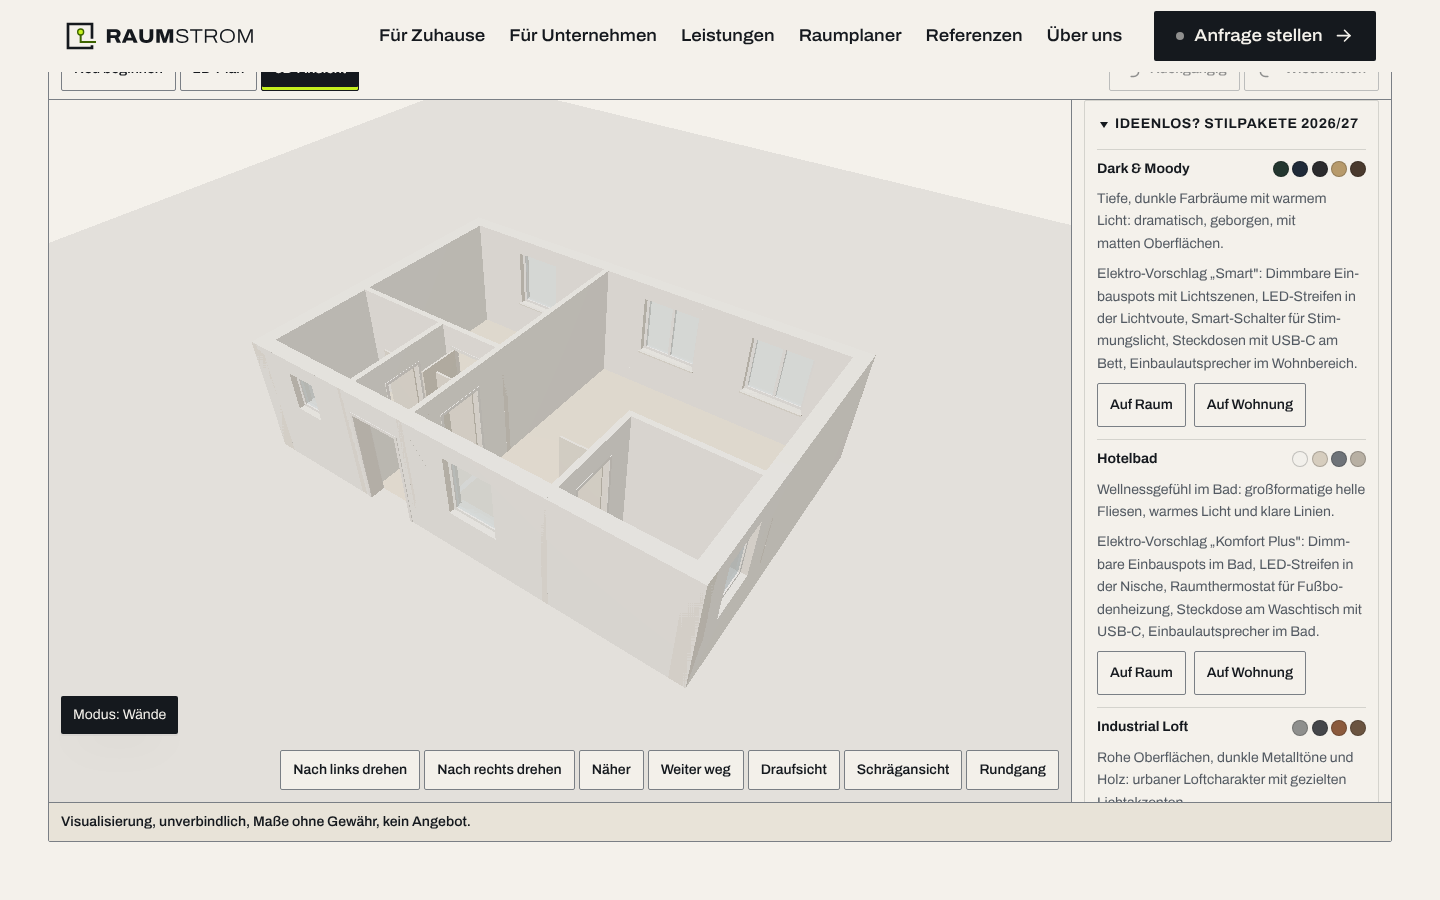 RAUMSTROM
Für Zuhause
Für Unternehmen
Leistungen
Raumplaner
Referenzen
Über uns
Anfrage stellen →
IDEENLOS? STILPAKETE 2026/27
Dark & Moody
Tiefe, dunkle Farbräume mit warmem
Licht: dramatisch, geborgen, mit
matten Oberflächen.
Elektro-Vorschlag „Smart": Dimmbare Ein-
bauspots mit Lichtszenen, LED-Streifen in
der Lichtvoute, Smart-Schalter für Stim-
mungslicht, Steckdosen mit USB-C am
Bett, Einbaulautsprecher im Wohnbereich.
Auf Raum
Auf Wohnung
Hotelbad
Wellnessgefühl im Bad: großformatige helle
Fliesen, warmes Licht und klare Linien.
Elektro-Vorschlag „Komfort Plus": Dimm-
bare Einbauspots im Bad, LED-Streifen in
der Nische, Raumthermostat für Fußbo-
denheizung, Steckdose am Waschtisch mit
USB-C, Einbaulautsprecher im Bad.
Auf Raum
Auf Wohnung
Industrial Loft
Rohe Oberflächen, dunkle Metalltöne und
Holz: urbaner Loftcharakter mit gezielten
Modus: Wände
Nach links drehen
Nach rechts drehen
Näher
Weiter weg
Draufsicht
Schrägansicht
Rundgang
Visualisierung, unverbindlich, Maße ohne Gewähr, kein Angebot.